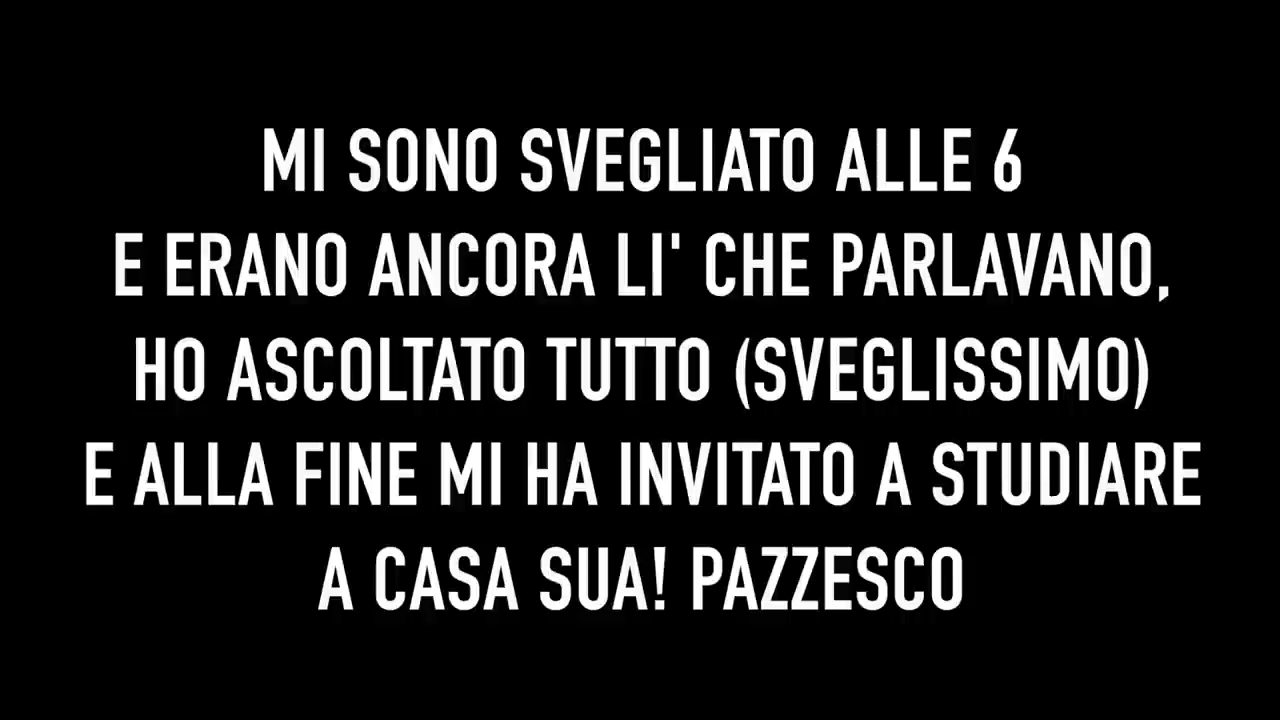 MI SONO SVEGLIATO ALLE 6
E ERANO ANCORA LI' CHE PARLAVANO,
HO ASCOLTATO TUTTO (SVEGLISSIMO)
E ALLA FINE MI HA INVITATO A STUDIARE
A CASA SUA! PAZZESCO